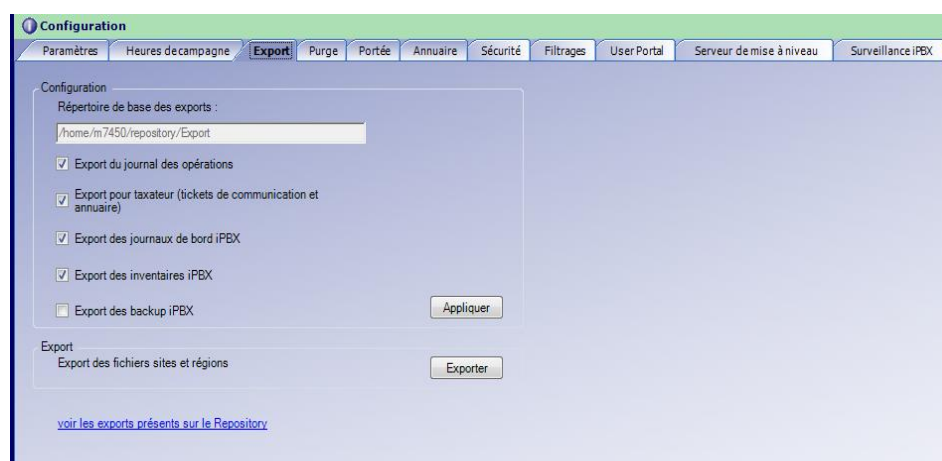 Configuration
Paramètres Heures de campagne Export Purge Portée Annuaire Sécurité Filtrages User Portal Serveur de mise à niveau Surveillance iPBX
Configuration
Répertoire de base des exports :
/home/m7450/repository/Export
Export du journal des opérations
Export pour taxateur (tickets de communication et
annuaire)
Export des journaux de bord iPBX
Export des inventaires iPBX
Export des backup iPBX
Appliquer
Export
Export des fichiers sites et régions
Exporter
voir les exports présents sur le Repository